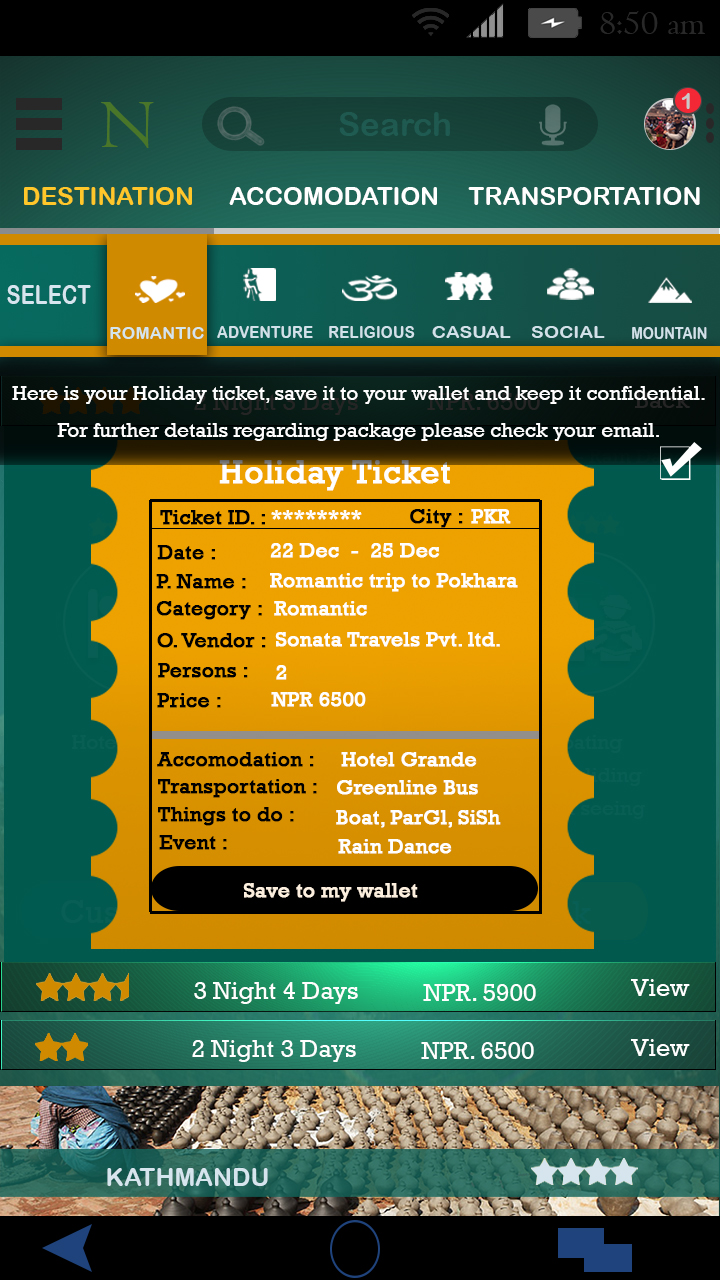 8:50 am
N
Search
1
DESTINATION ACCOMODATION TRANSPORTATION
SELECT ROMANTIC ADVENTURE RELIGIOUS CASUAL SOCIAL MOUNTAIN
Here is your Holiday ticket, save it to your wallet and keep it confidential.
For further details regarding package please check your email.
Holiday Ticket
Ticket ID. : ******** City : PKR
Date : 22 Dec - 25 Dec
P. Name : Romantic trip to Pokhara
Category : Romantic
O. Vendor : Sonata Travels Pvt. ltd.
Persons : 2
Price : NPR 6500
Accomodation : Hotel Grande
Transportation : Greenline Bus
Things to do : Boat, ParGl, SiSh
Event : Rain Dance
Save to my wallet
3 Night 4 Days NPR. 5900 View
2 Night 3 Days NPR. 6500 View
KATHMANDU